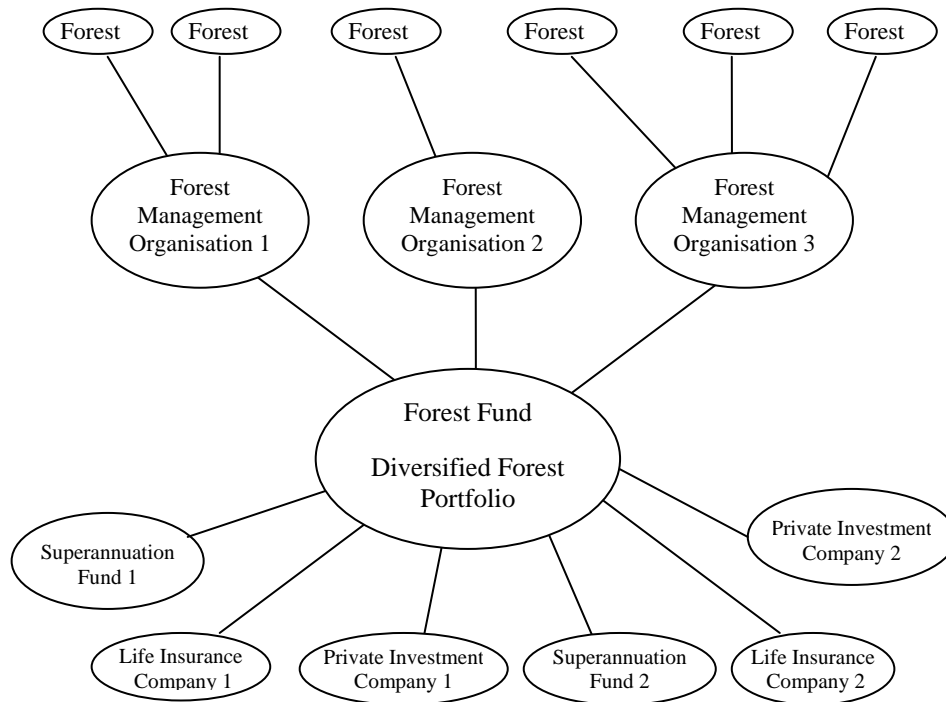 Forest
Forest
Forest
Forest
Forest
Forest
Forest
Management
Organisation 1
Forest
Management
Organisation 2
Forest
Management
Organisation 3
Forest Fund
Diversified Forest
Portfolio
Superannuation
Fund 1
Private Investment
Company 2
Life Insurance
Company 1
Private Investment
Company 1
Superannuation
Fund 2
Life Insurance
Company 2